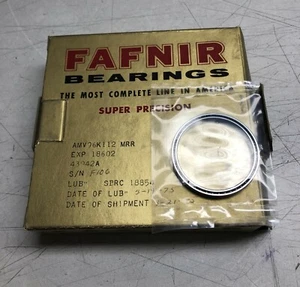 FAFNIR
BEARINGS
THE MOST COMPLETE LINE IN AMERICA
SUPER PRECISION
MRR
EXP 18602
S/N
LUB-
DATE OF LUB-
DATE OF SHIPMENT